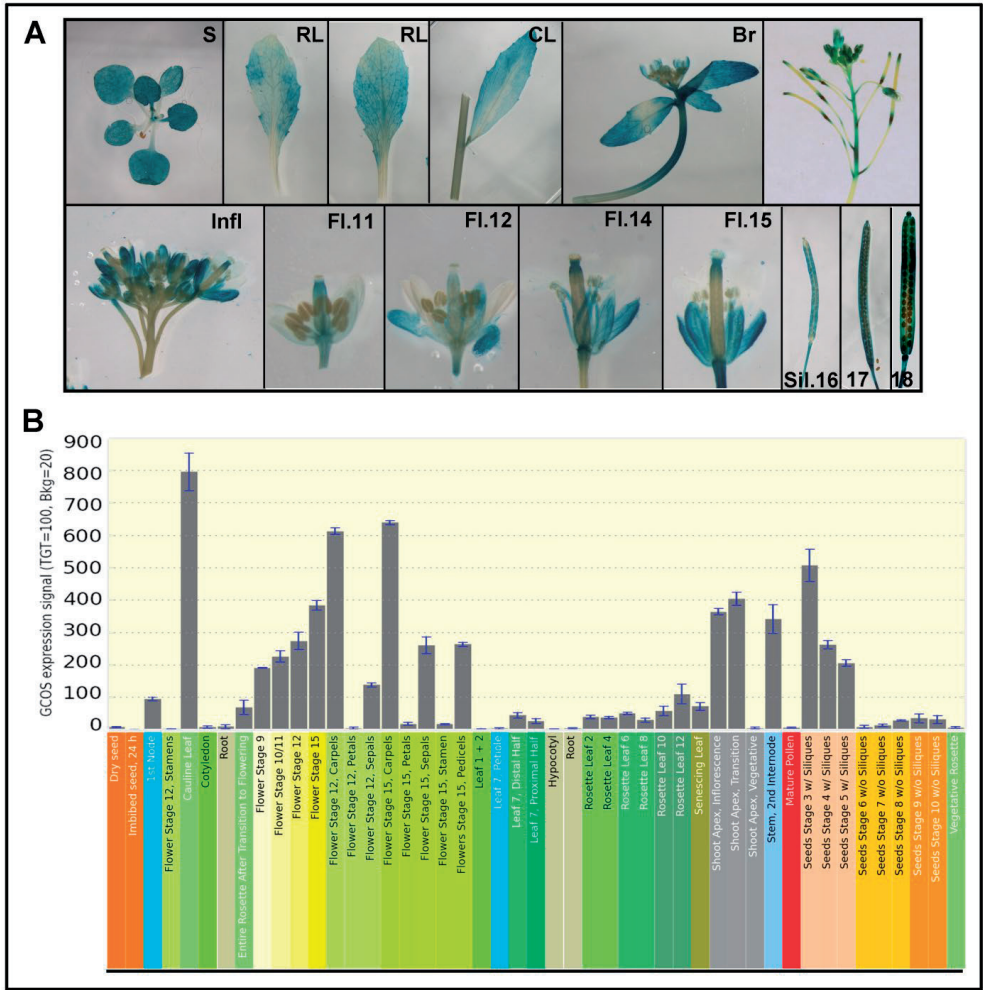 A
S
RL
RL
CL
Br
Infl
Fl.11
Fl.12
Fl.14
Fl.15
Sil.16
17
18
B
GCOS expression signal (TGT=100, Bkg=20)
900
800
700
600
500
400
300
200
100
0
Dry seed
Imbibed seed, 24 h
1st Node
Flower Stage 12, Stamens
Cauline Leaf
Cotyledon
Root
Entire Rosette After Transition to Flowering
Flower Stage 9
Flower Stage 10/11
Flower Stage 12
Flower Stage 15
Flower Stage 12, Carpels
Flower Stage 12, Petals
Flower Stage 12, Sepals
Flower Stage 15, Carpels
Flower Stage 15, Petals
Flower Stage 15, Sepals
Flower Stage 15, Stamen
Flowers Stage 15, Pedicels
Leaf 1 + 2
Leaf 7 Petiole
Leaf 7, Distal Half
Leaf 7, Proximal Half
Hypocotyl
Root
Rosette Leaf 2
Rosette Leaf 4
Rosette Leaf 6
Rosette Leaf 8
Rosette Leaf 10
Rosette Leaf 12
Senescing Leaf
Shoot Apex, Inflorescence
Shoot Apex, Transition
Shoot Apex, Vegetative
Stem, 2nd Internode
Mature Pollen
Seeds Stage 3 w/ Siliques
Seeds Stage 4 w/ Siliques
Seeds Stage 5 w/ Siliques
Seeds Stage 6 w/o Siliques
Seeds Stage 7 w/o Siliques
Seeds Stage 8 w/o Siliques
Seeds Stage 9 w/o Siliques
Seeds Stage 10 w/o Siliques
Vegetative Rosette